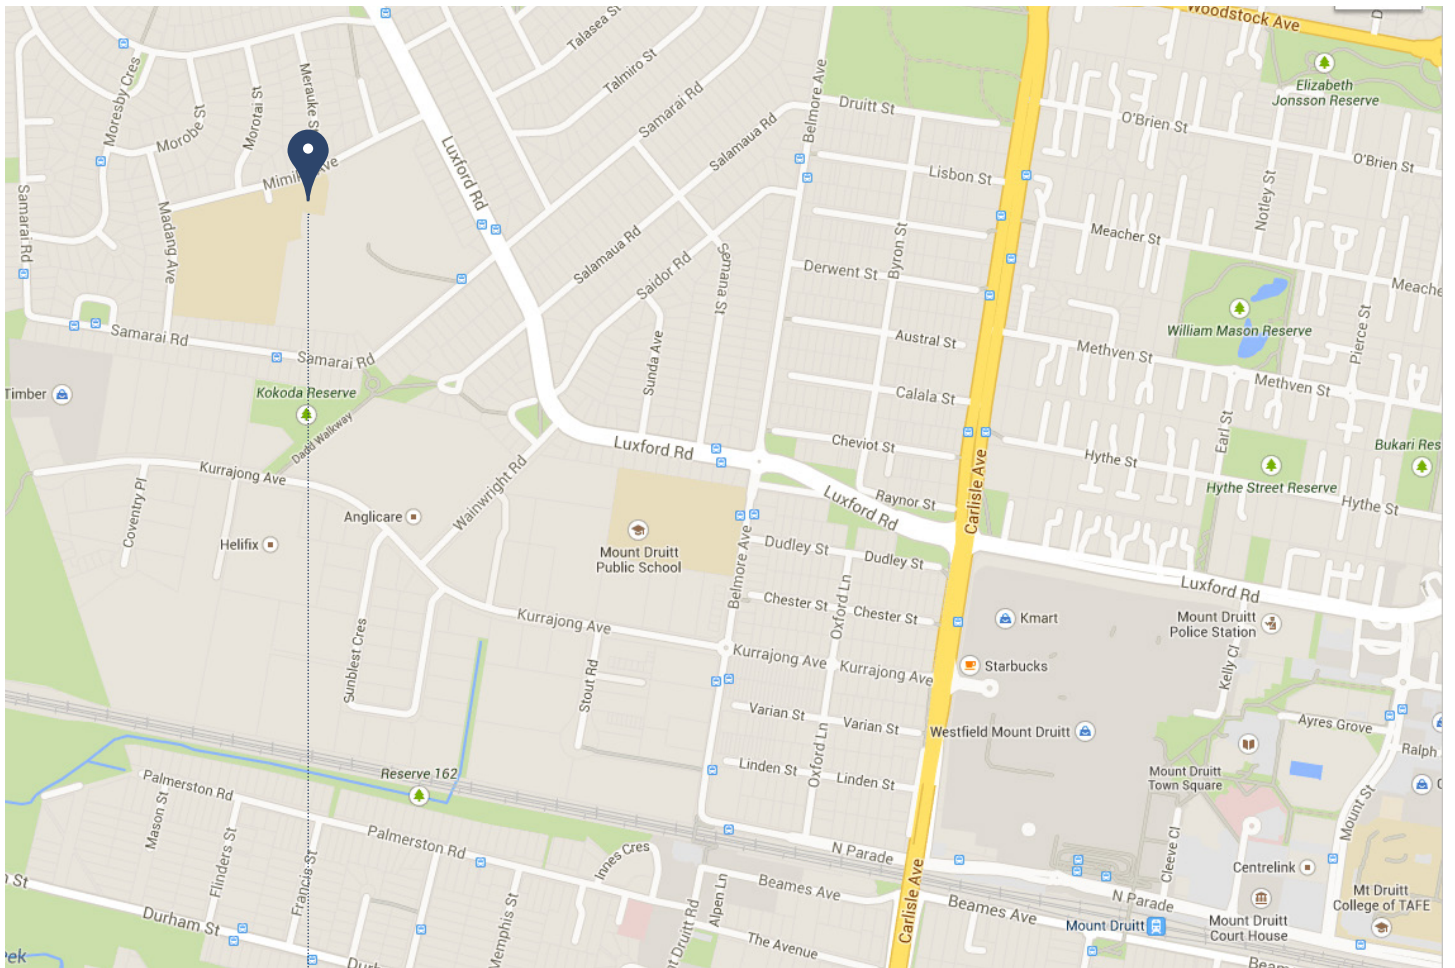 Woodstock Ave
Talasea St
Talmiro St
Samarai Rd
Moresby Cres
Morobe St
Morotai St
Merauke St
Belmore Ave
Druitt St
Elizabeth
Jonsson Reserve
O'Brien St
O'Brien St
Luxford Rd
Salamaua Rd
Lisbon St
Notley St
Samarai Rd
Madang Ave
Salamaua Rd
Saidor Rd
Semana St
Byron St
Derwent St
Meacher St
Meache
William Mason Reserve
Pierce St
Samarai Rd
Samarai Rd
Sunda Ave
Austral St
Methven St
Methven St
Timber
Kokoda Reserve
Dadd Walkway
Calala St
Earl St
Luxford Rd
Cheviot St
Hythe St
Bukari Res
Kurrajong Ave
Coventry Pl
Wainwright Rd
Luxford Rd
Raynor St
Carlisle Ave
Hythe Street Reserve
Hythe St
Anglicare
Helifix
Mount Druitt
Public School
Belmore Ave
Dudley St
Dudley St
Luxford Rd
Chester St
Chester St
Oxford Ln
Kmart
Mount Druitt
Police Station
Kurrajong Ave
Kurrajong Ave
Kurrajong Ave
Starbucks
Kelly Cl
Sunblest Cres
Stout Rd
Varian St
Varian St
Westfield Mount Druitt
Ayres Grove
Ralph
Oxford Ln
Linden St
Linden St
Mount Druitt
Town Square
Reserve 162
Palmerston Rd
Mason St
Flinders St
Francis St
Palmerston Rd
Innes Cres
N Parade
Cleeve Cl
Mount St
Centrelink
N Parade
Mt Druitt
College of TAFE
Beames Ave
Beames Ave
Alpen Ln
Carlisle Ave
Mount Druitt
Mount Druitt
Court House
Durham St
Memphis St
The Avenue